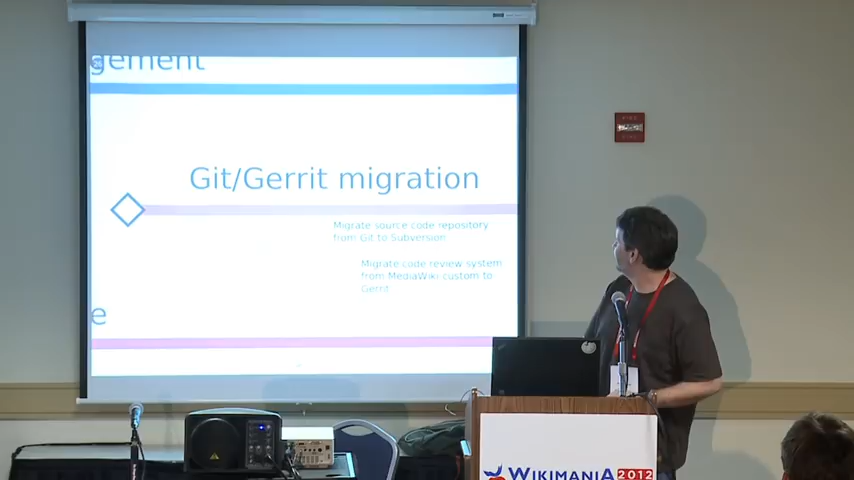 gement
Git/Gerrit migration
Migrate source code repository
from Git to Subversion
Migrate code review system
from MediaWiki custom to
Gerrit
e
WIKIMANIA 2012